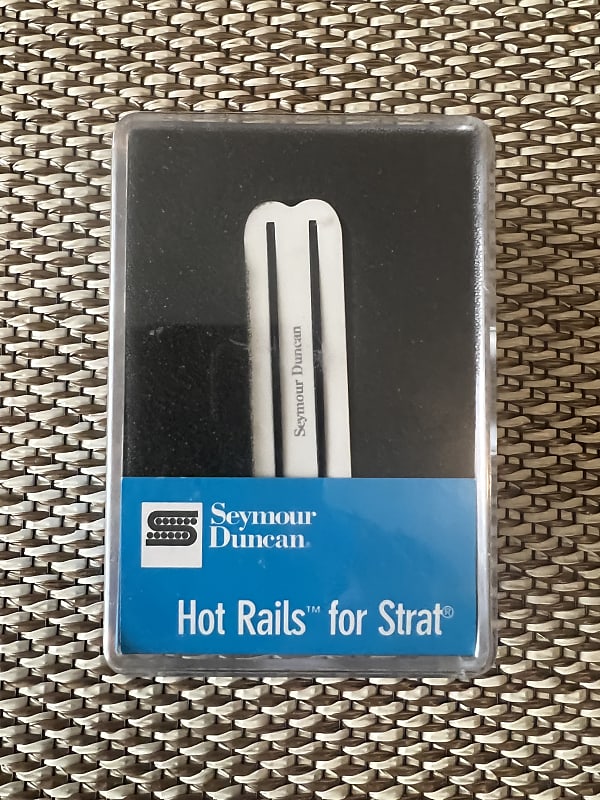 Seymour Duncan
Seymour
Duncan.
Hot Rails™ for Strat®